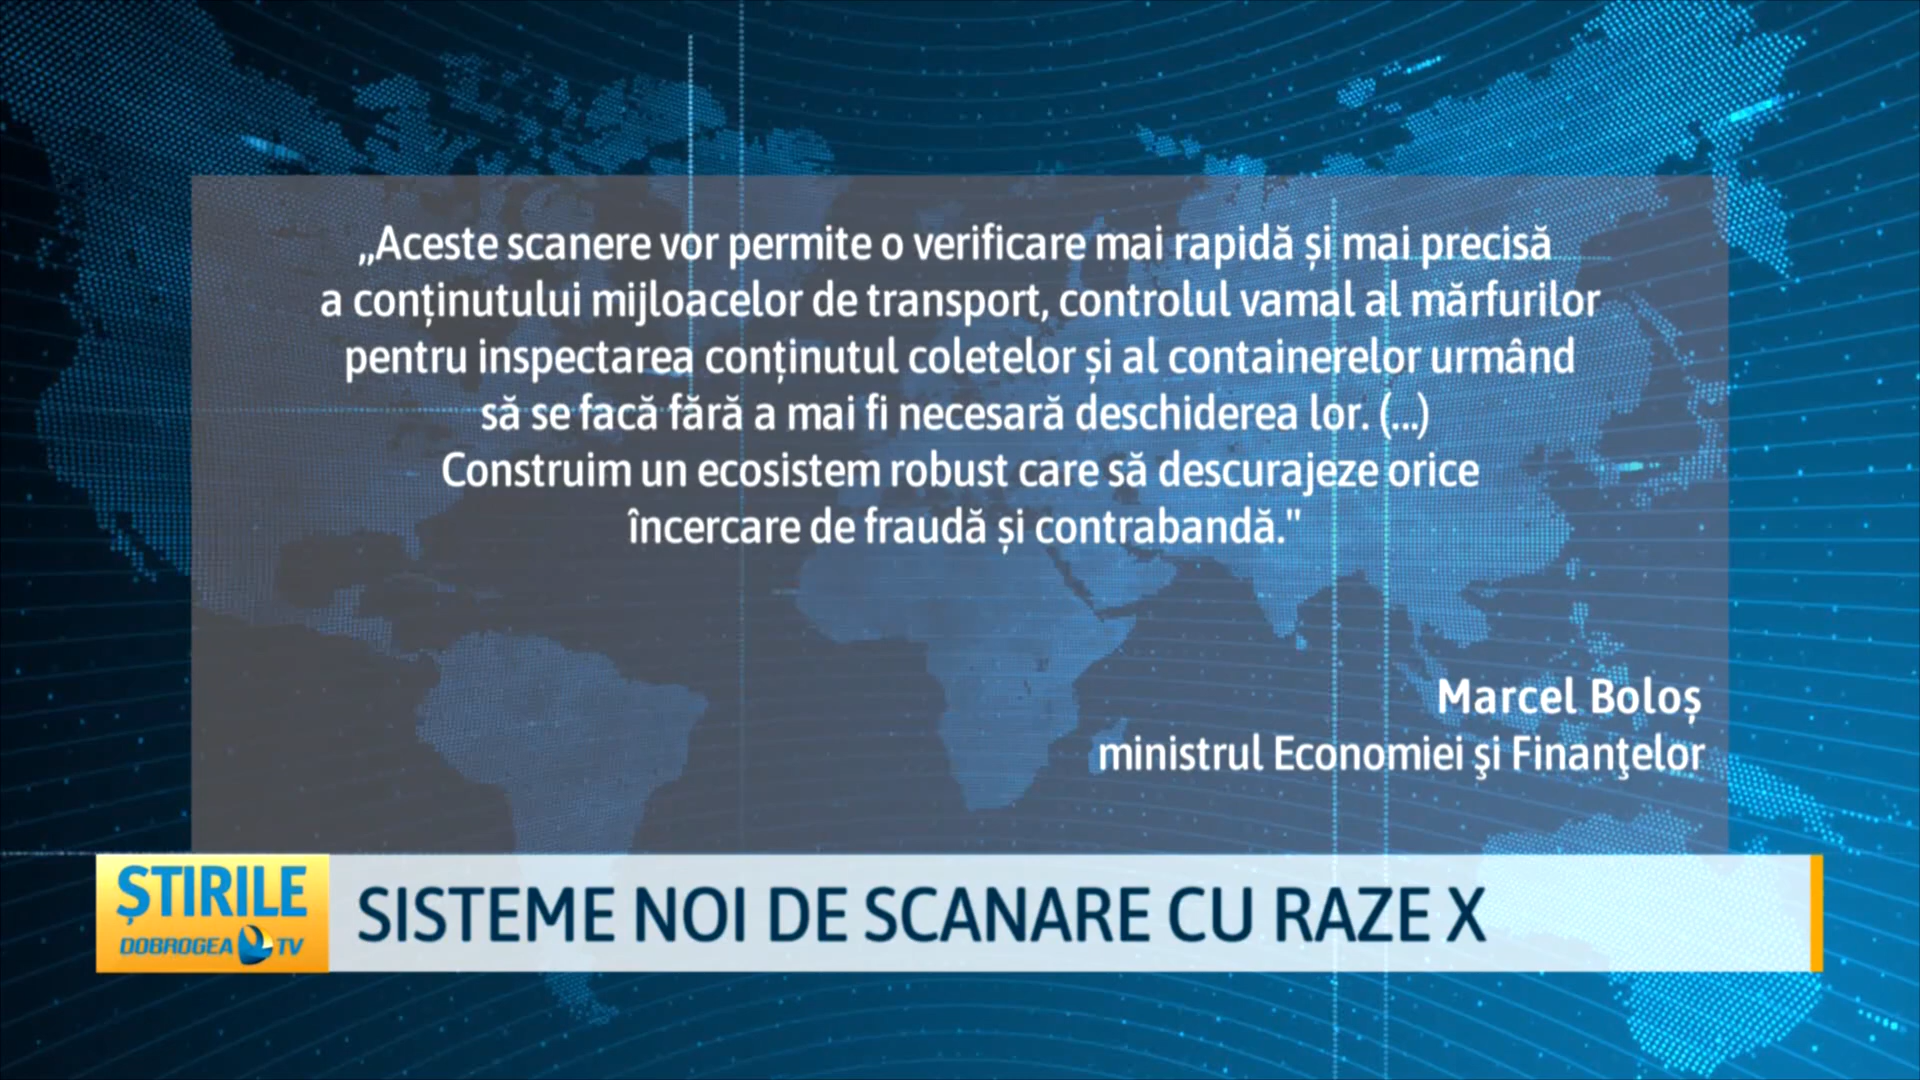 „Aceste scanere vor permite o verificare mai rapidă și mai precisă
a conținutului mijloacelor de transport, controlul vamal al mărfurilor
pentru inspectarea conținutul coletelor și al containerelor urmând
să se facă fără a mai fi necesară deschiderea lor. (...)
Construim un ecosistem robust care să descurajeze orice
încercare de fraudă și contrabandă."
Marcel Boloș
ministrul Economiei şi Finanţelor
ȘTIRILE
DOBROGEA TV
SISTEME NOI DE SCANARE CU RAZE X